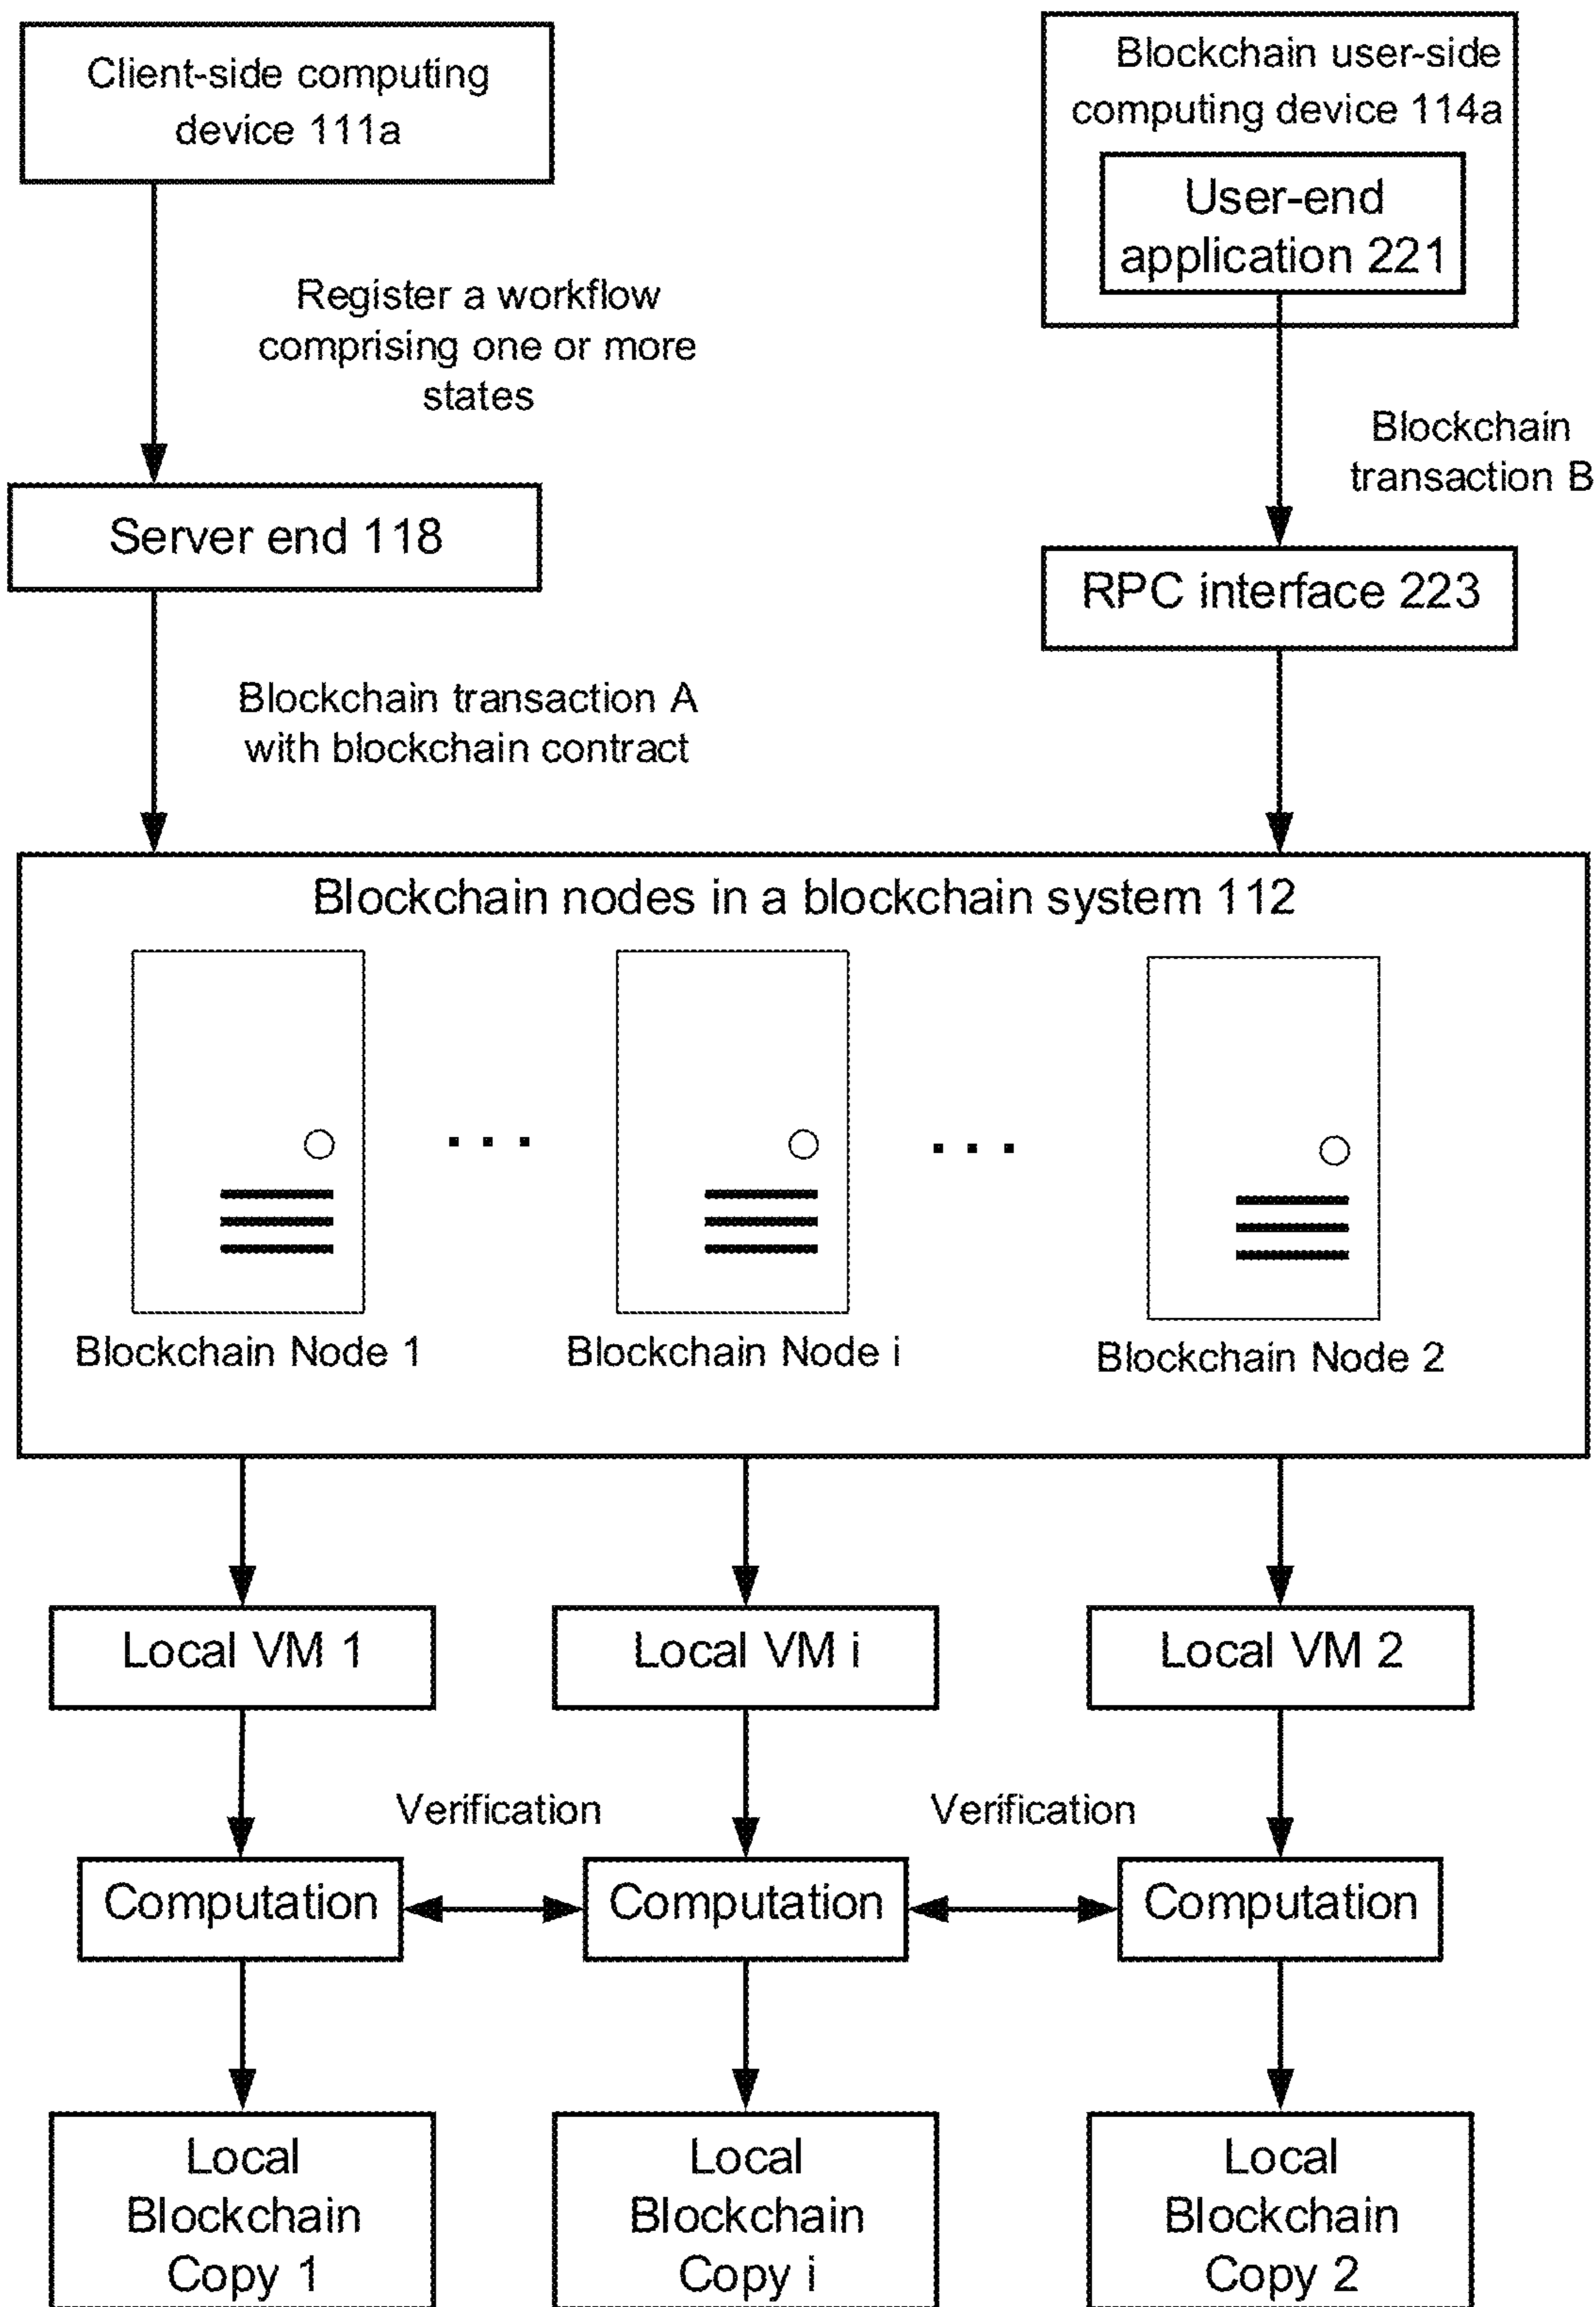 Client-side computing
device 111a
Blockchain user-side
computing device 114a
User-end
application 221
Register a workflow
comprising one or more
states
Blockchain
transaction B
Server end 118
RPC interface 223
Blockchain transaction A
with blockchain contract
Blockchain nodes in a blockchain system 112
. . .
. . .
Blockchain Node 1
Blockchain Node i
Blockchain Node 2
Local VM 1
Local VM i
Local VM 2
Verification
Verification
Computation
Computation
Computation
Local
Blockchain
Copy 1
Local
Blockchain
Copy i
Local
Blockchain
Copy 2